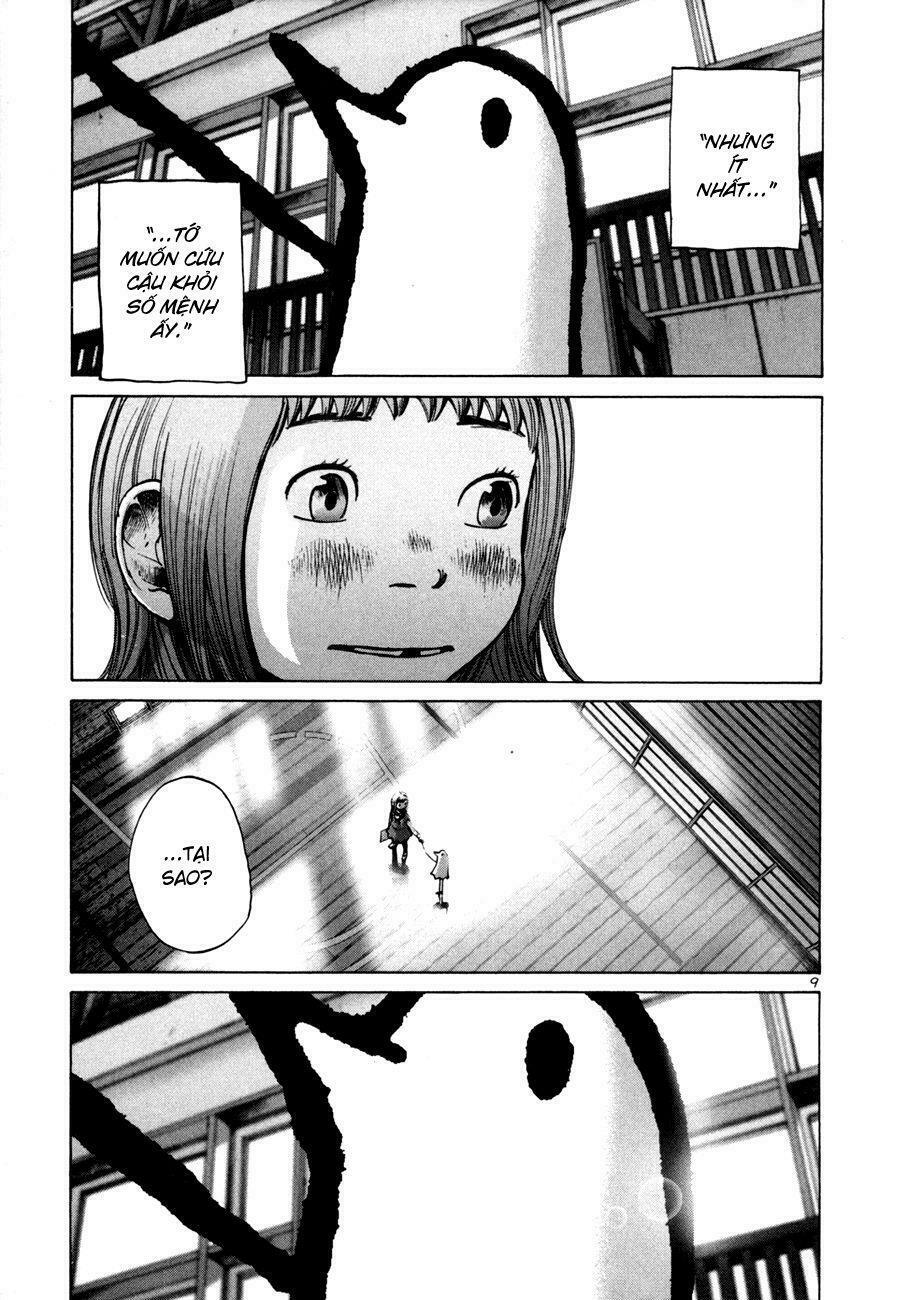 "NHƯNG
ÍT
NHẤT..."
"...TỚ
MUỐN CỨU
CẬU KHỎI
SỐ MỆNH
ẤY."
...TẠI
SAO?
9